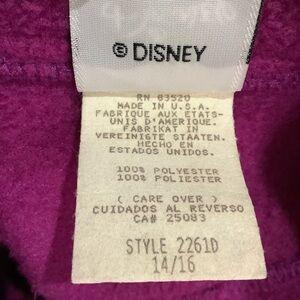 © DISNEY
RN 83520
MADE IN U.S.A.
FABRIQUE AUX ETATS-
UNIS D'AMERIQUE.
FABRIKAT IN
VEREINIGTE STAATEN.
HECHO EN
ESTADOS UNIDOS.
100% POLYESTER
100% POLIESTER
( CARE OVER )
CUIDADOS AL REVERSO
CA# 25083
STYLE 2261D
14/16